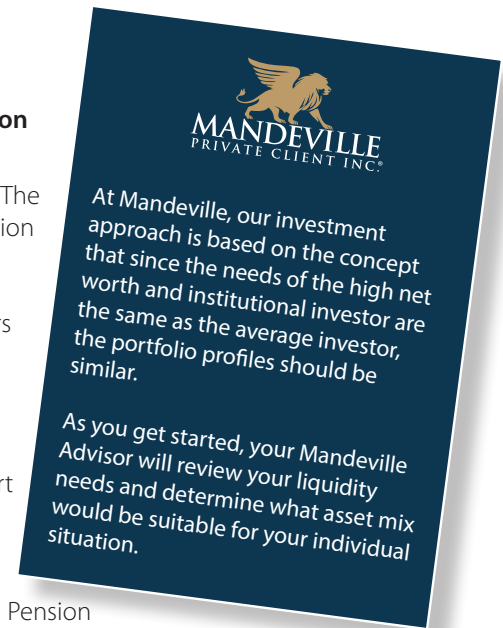 on
The
ion
rs
rt
Pension
MANDEVILLE
PRIVATE CLIENT INC.®
At Mandeville, our investment
approach is based on the concept
that since the needs of the high net
worth and institutional investor are
the same as the average investor,
the portfolio profiles should be
similar.
As you get started, your Mandeville
Advisor will review your liquidity
needs and determine what asset mix
would be suitable for your individual
situation.